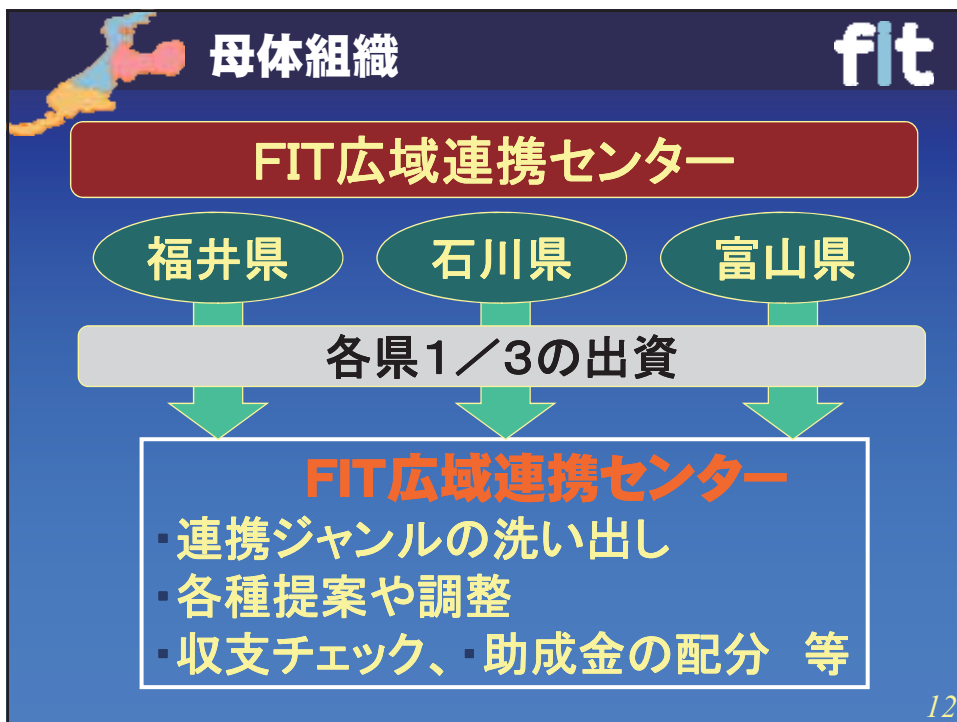 母体組織
fit
FIT広域連携センター
福井県
石川県
富山県
各県1／3の出資
FIT広域連携センター
･連携ジャンルの洗い出し
･各種提案や調整
･収支チェック、･助成金の配分　等
12